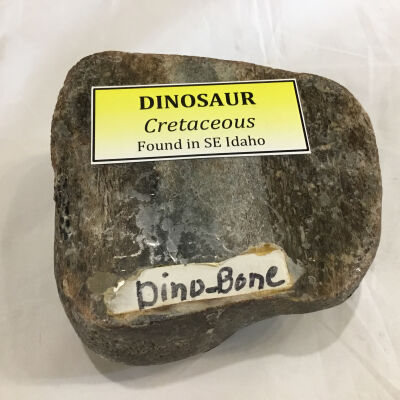 DINOSAUR
Cretaceous
Found in SE Idaho
Dino-Bone